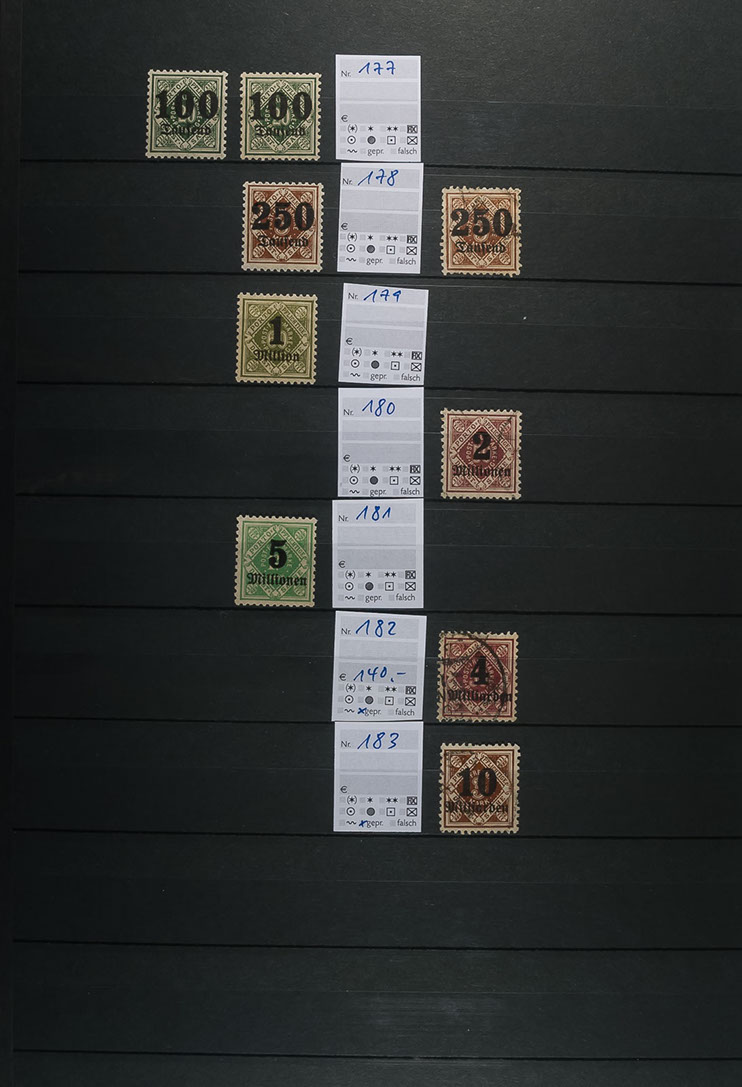 100 100 Nr. 177
Tausend Tausend
€
(*) * ** 
gepr. falsch
Nr. 178
250 250
Tausend Tausend
€
(*) * **
gepr. falsch
Nr. 179
1
Million
€
(*) * **
gepr. falsch
Nr. 180
2
Millionen
€
(*) * **
gepr. falsch
Nr. 181
5
Millionen
€
(*) * **
gepr. falsch
Nr. 182
4
€ 140,-
Milliarden
(*) * **
gepr. falsch
Nr. 183
10
Milliarden
€
(*) * **
gepr. falsch